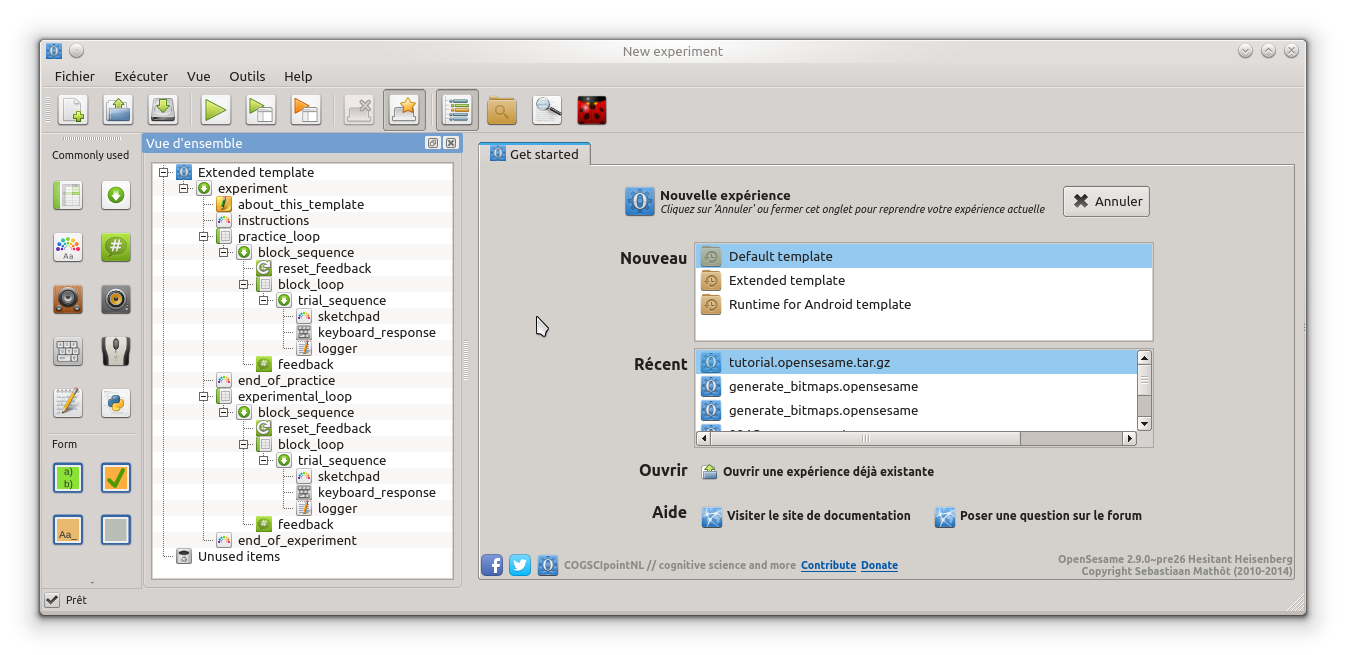 New experiment
Fichier Exécuter Vue Outils Help
Commonly used
Aa
#
Form
a)
b)
Aa_
Vue d'ensemble
Extended template
experiment
about_this_template
instructions
practice_loop
block_sequence
reset_feedback
block_loop
trial_sequence
sketchpad
keyboard_response
logger
feedback
end_of_practice
experimental_loop
block_sequence
reset_feedback
block_loop
trial_sequence
sketchpad
keyboard_response
logger
feedback
end_of_experiment
Unused items
Get started
Nouvelle expérience
Cliquez sur 'Annuler' ou fermer cet onglet pour reprendre votre expérience actuelle
Annuler
Nouveau
Default template
Extended template
Runtime for Android template
Récent
tutorial.opensesame.tar.gz
generate_bitmaps.opensesame
generate_bitmaps.opensesame
Ouvrir Ouvrir une expérience déjà existante
Aide Visiter le site de documentation Poser une question sur le forum
COGSCIpointNL // cognitive science and more Contribute Donate
OpenSesame 2.9.0~pre26 Hesitant Heisenberg
Copyright Sebastiaan Mathôt (2010-2014)
Prêt